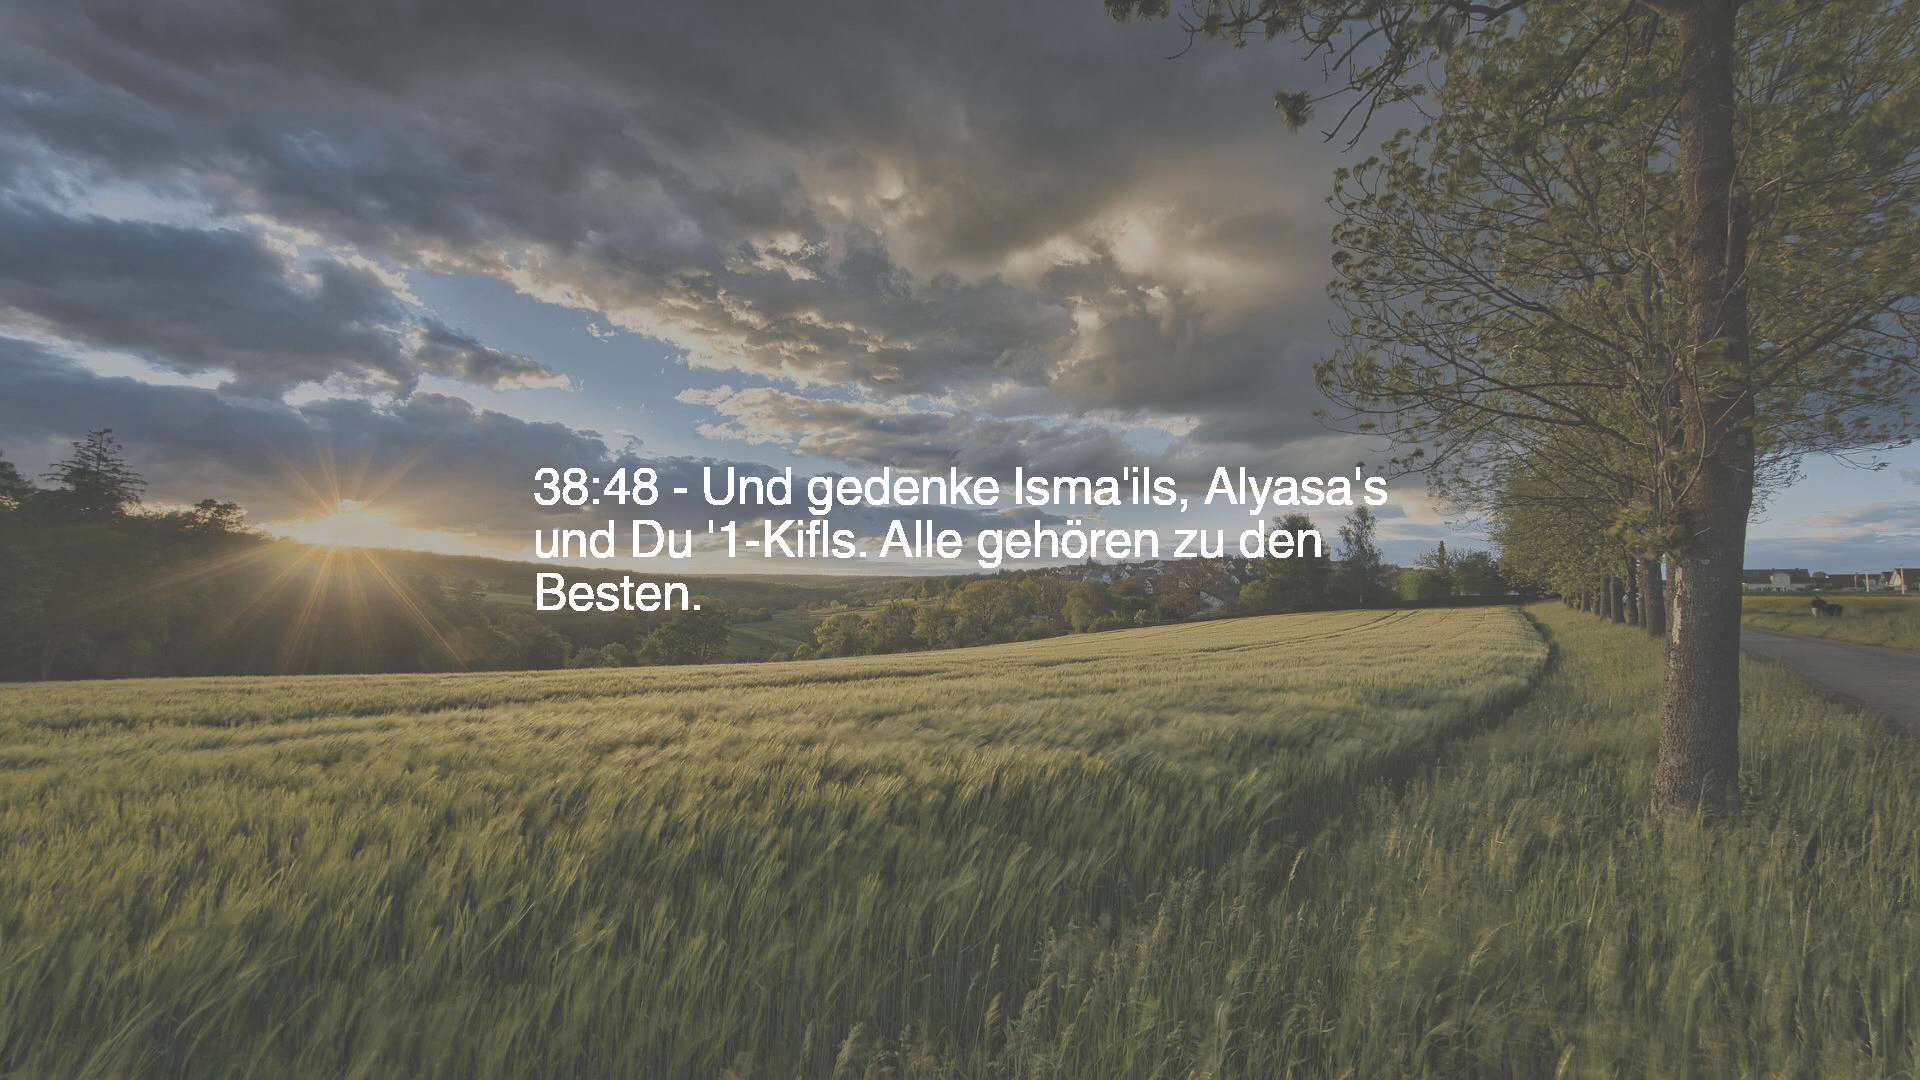 38:48 - Und gedenke Isma'ils, Alyasa's
und Du '1-Kifls. Alle gehören zu den
Besten.